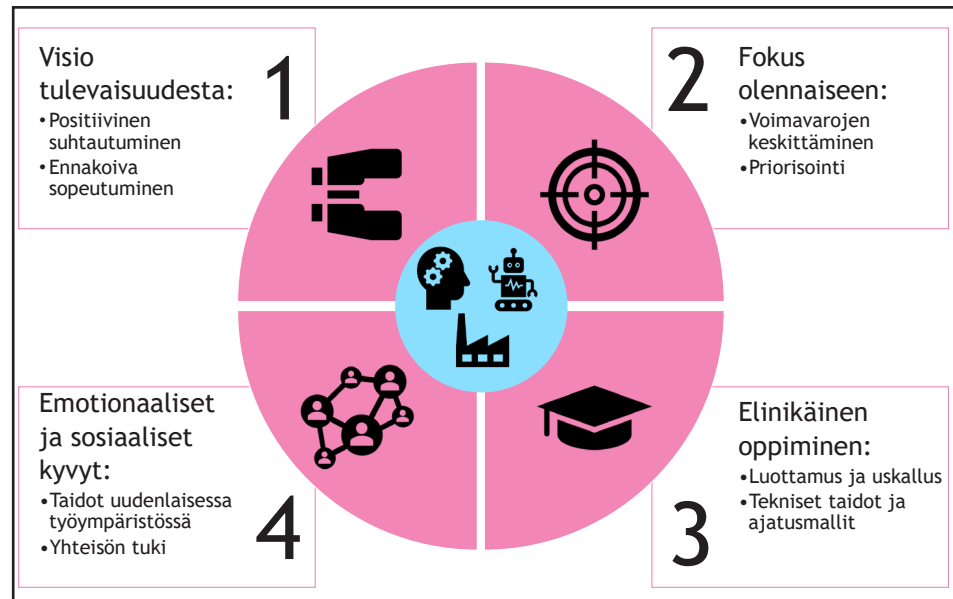 1
Visio
tulevaisuudesta:
•Positiivinen
suhtautuminen
•Ennakoiva
sopeutuminen
2
Fokus
olennaiseen:
•Voimavarojen
keskittäminen
•Priorisointi
3
Elinikäinen
oppiminen:
•Luottamus ja uskallus
•Tekniset taidot ja
ajatusmallit
4
Emotionaaliset
ja sosiaaliset
kyvyt:
•Taidot uudenlaisessa
työympäristössä
•Yhteisön tuki